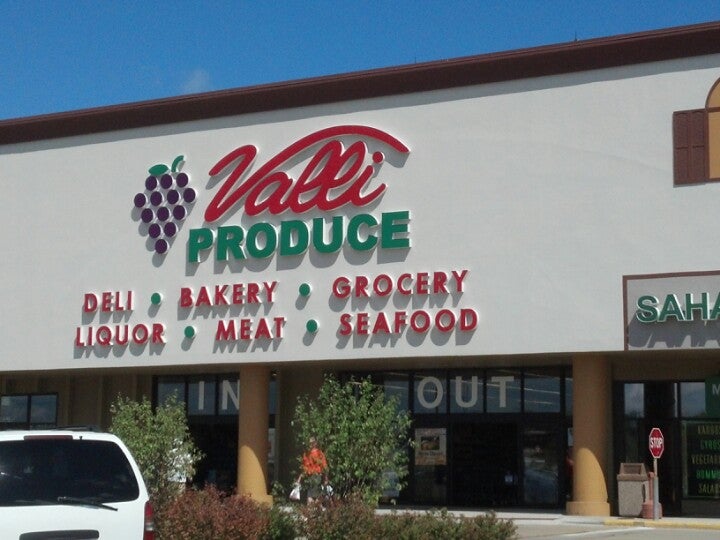 Valli
PRODUCE
DELI • BAKERY • GROCERY
LIQUOR • MEAT • SEAFOOD
SAHA
IN
OUT
STOP